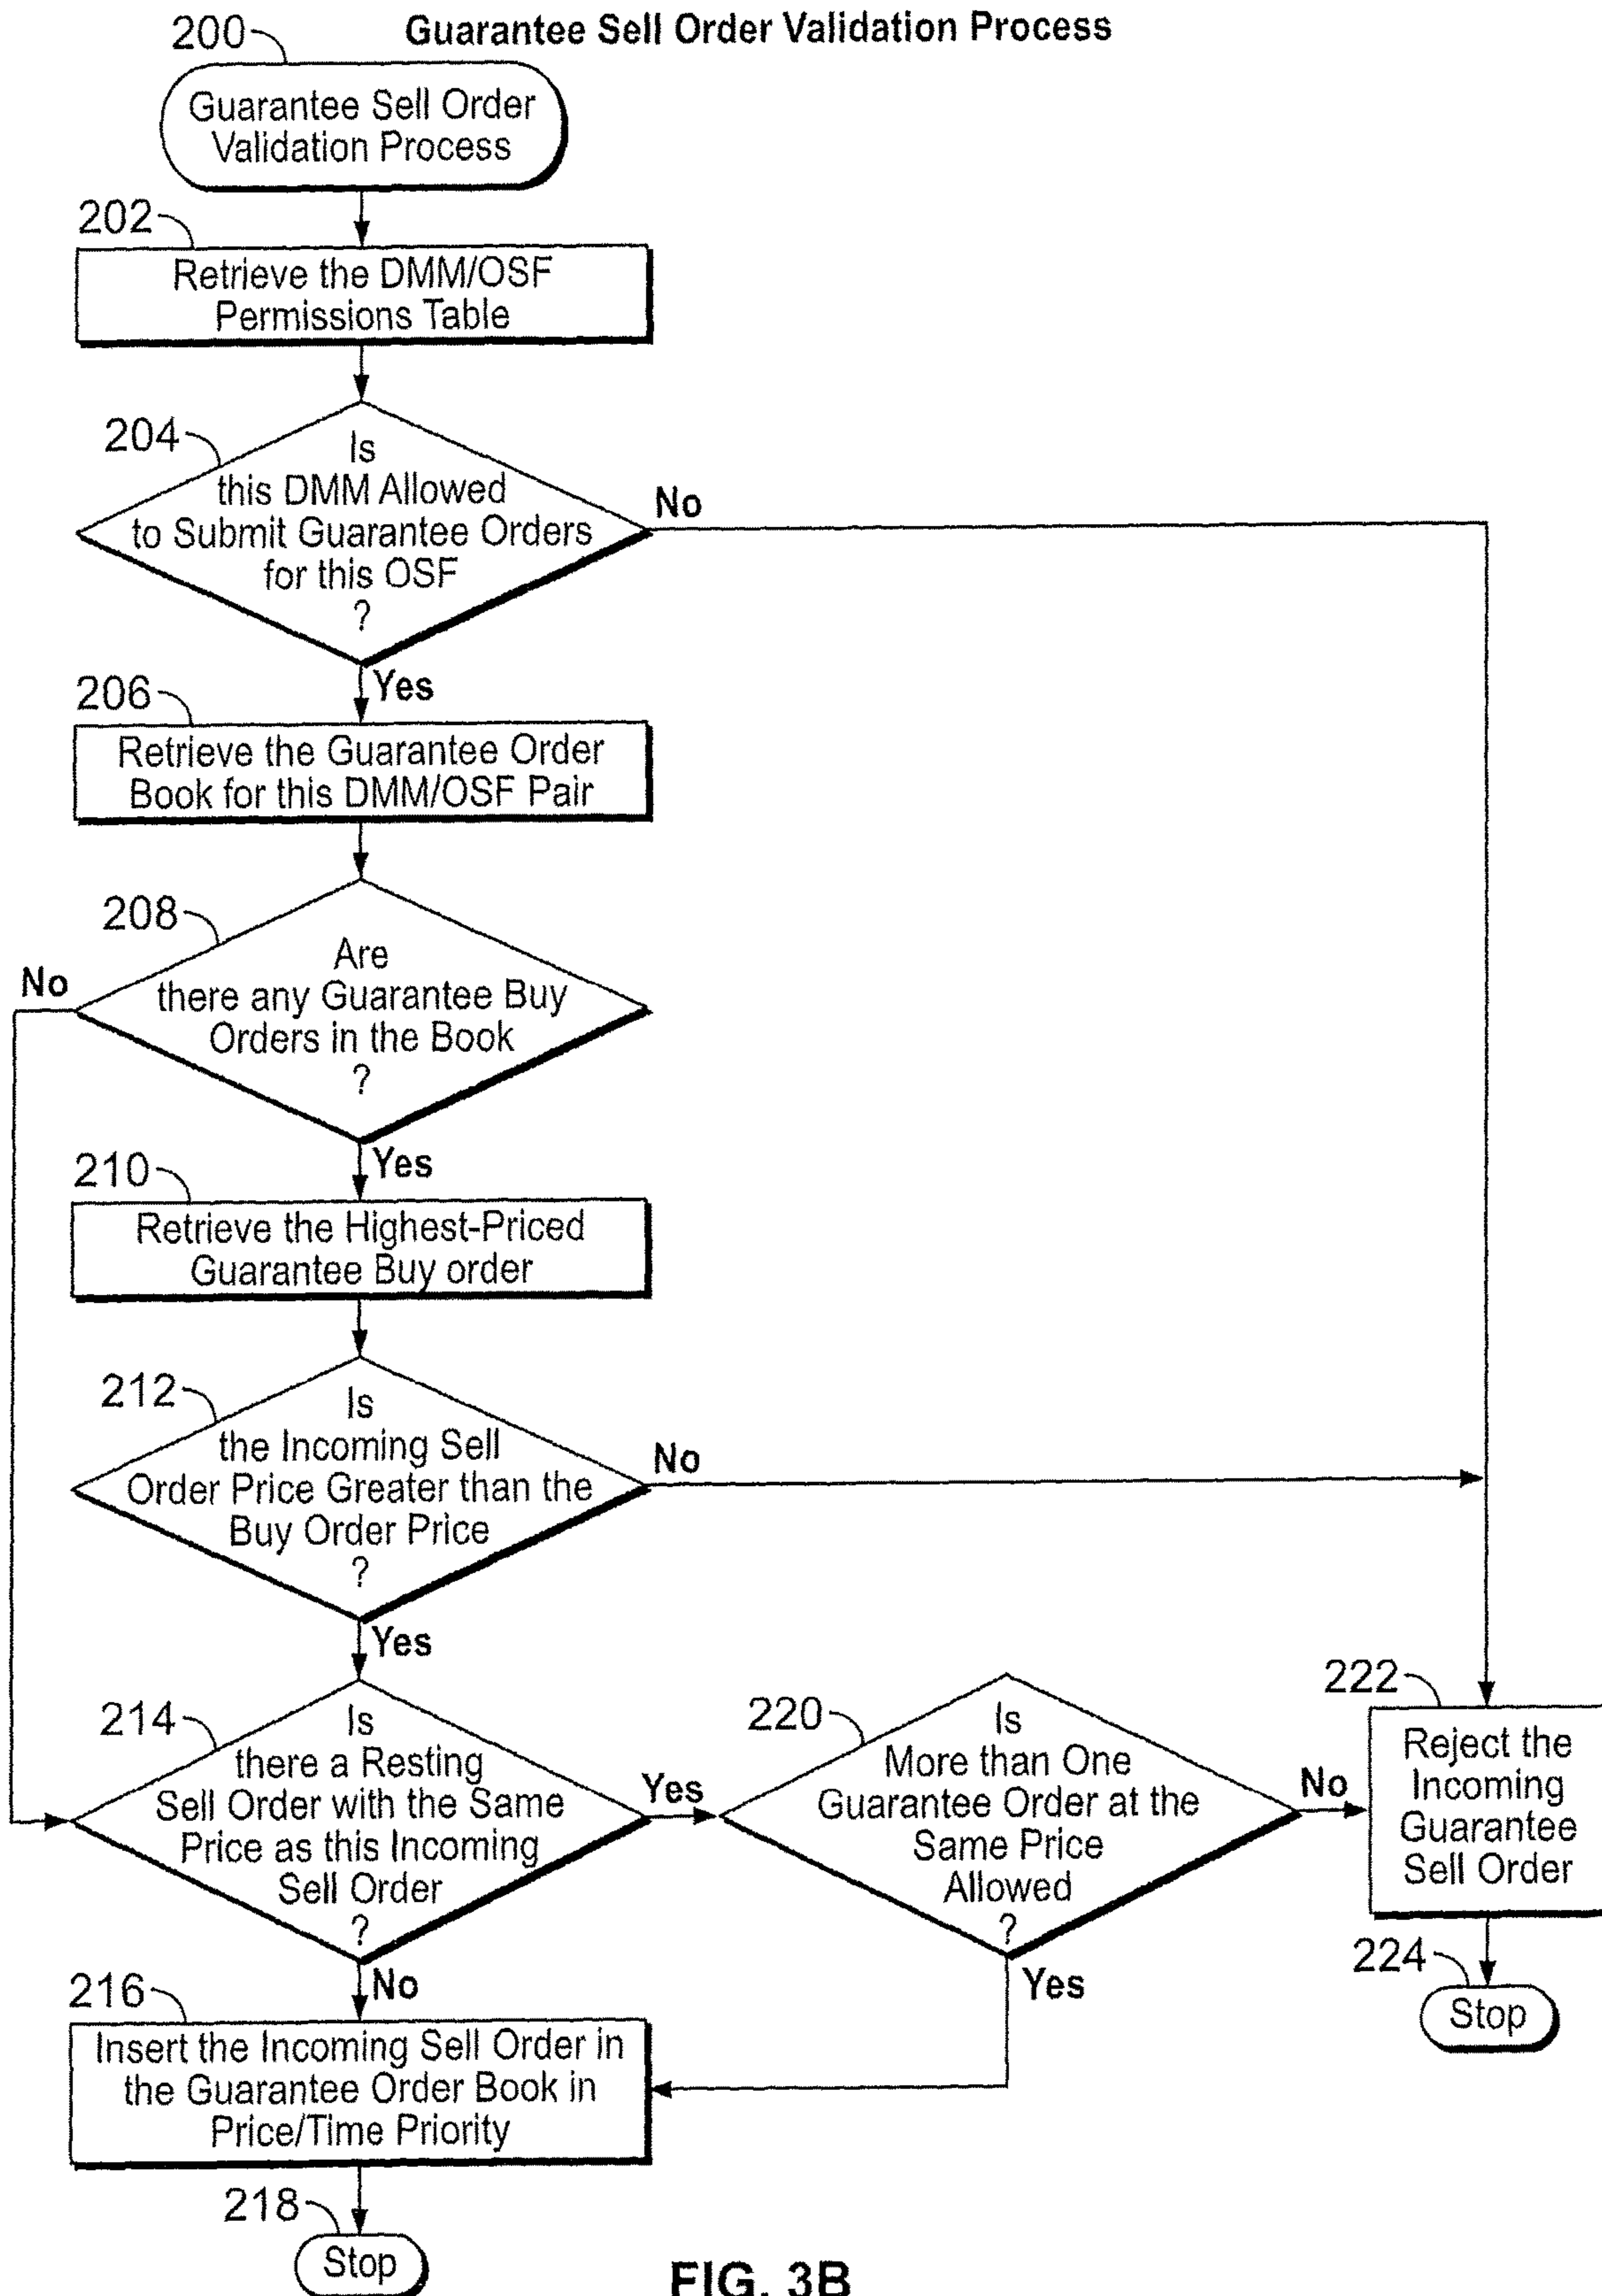 Guarantee Sell Order Validation Process
200
Guarantee Sell Order
Validation Process
202
Retrieve the DMM/OSF
Permissions Table
204
Is
this DMM Allowed
to Submit Guarantee Orders
for this OSF
?
No
Yes
206
Retrieve the Guarantee Order
Book for this DMM/OSF Pair
208
Are
there any Guarantee Buy
Orders in the Book
?
No
Yes
210
Retrieve the Highest-Priced
Guarantee Buy order
212
Is
the Incoming Sell
Order Price Greater than the
Buy Order Price
?
No
Yes
214
Is
there a Resting
Sell Order with the Same
Price as this Incoming
Sell Order
?
Yes
No
220
Is
More than One
Guarantee Order at the
Same Price
Allowed
?
No
Yes
222
Reject the
Incoming
Guarantee
Sell Order
224
Stop
216
Insert the Incoming Sell Order in
the Guarantee Order Book in
Price/Time Priority
218
Stop
FIG. 3B